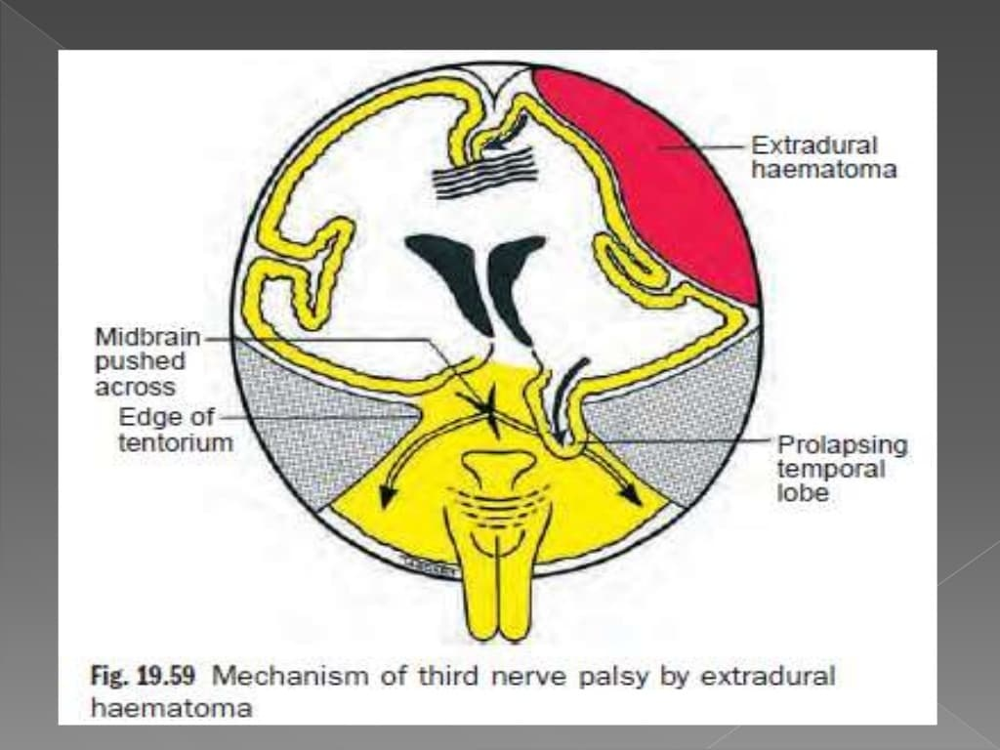 Extradural
haematoma
Midbrain
pushed
across
Edge of
tentorium
Prolapsing
temporal
lobe
Fig. 19.59 Mechanism of third nerve palsy by extradural
haematoma